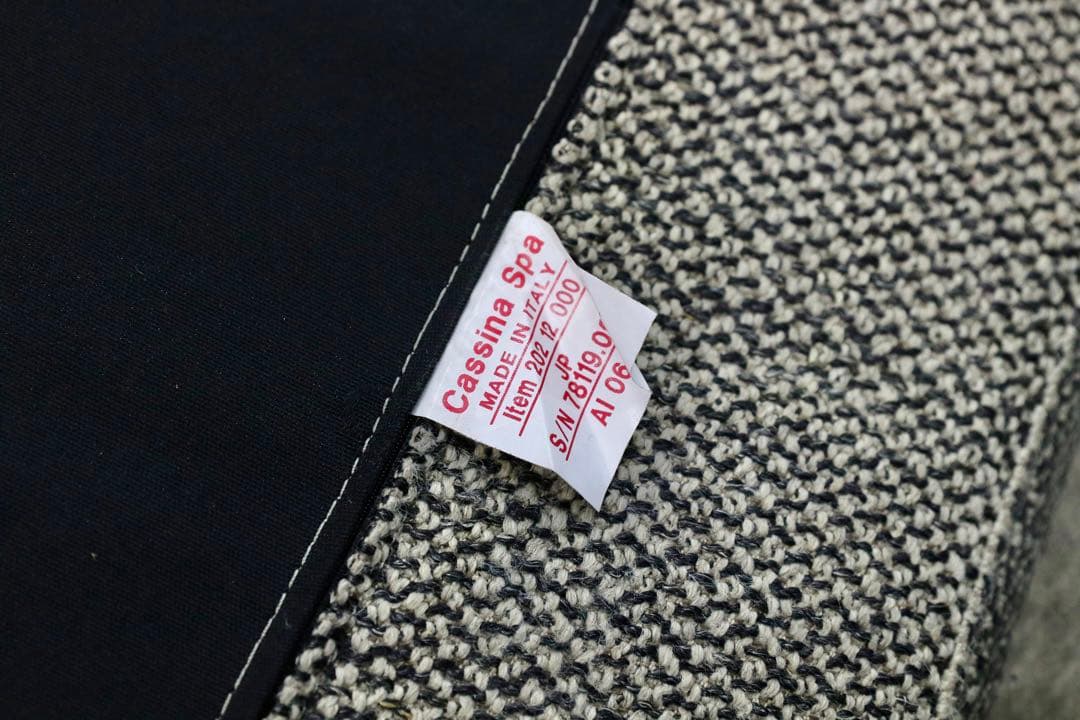 Cassina Spa
MADE IN ITALY
Item 202 12 000
JP
S/N 78119.0
AI 06